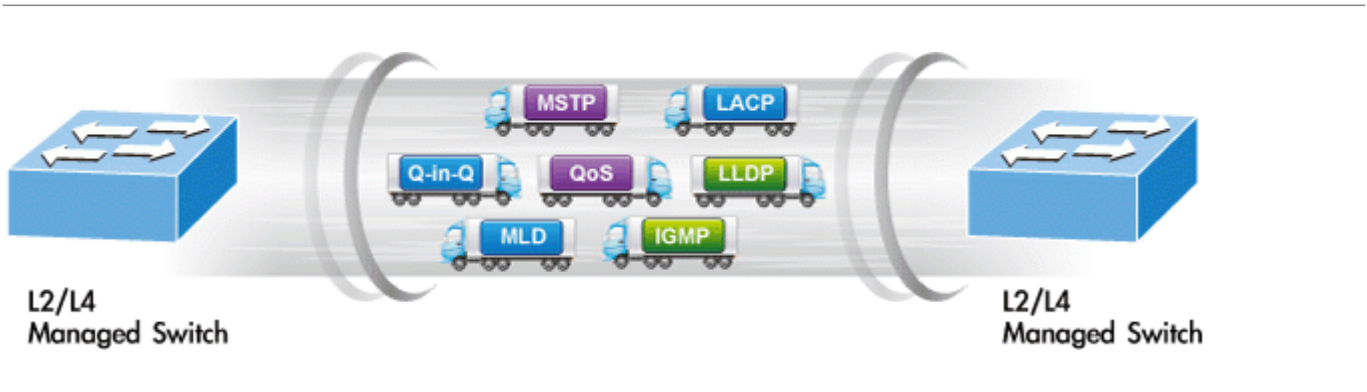 MSTP
LACP
Q-in-Q
QoS
LLDP
MLD
IGMP
L2/L4
Managed Switch
L2/L4
Managed Switch